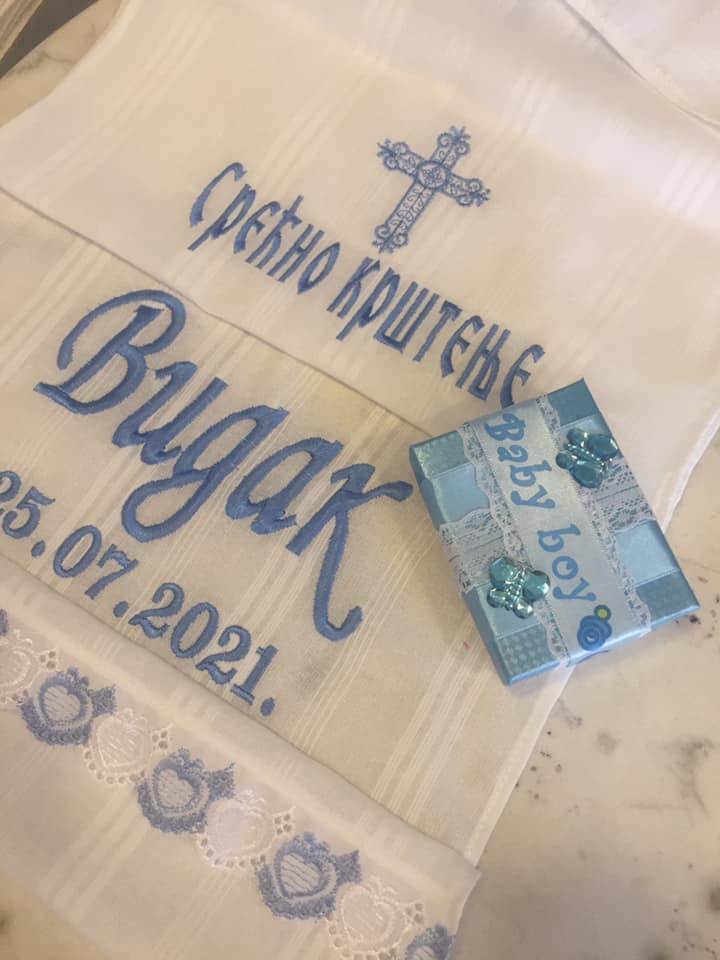 Срећно крштење
Видак
25.07.2021.
Baby boy